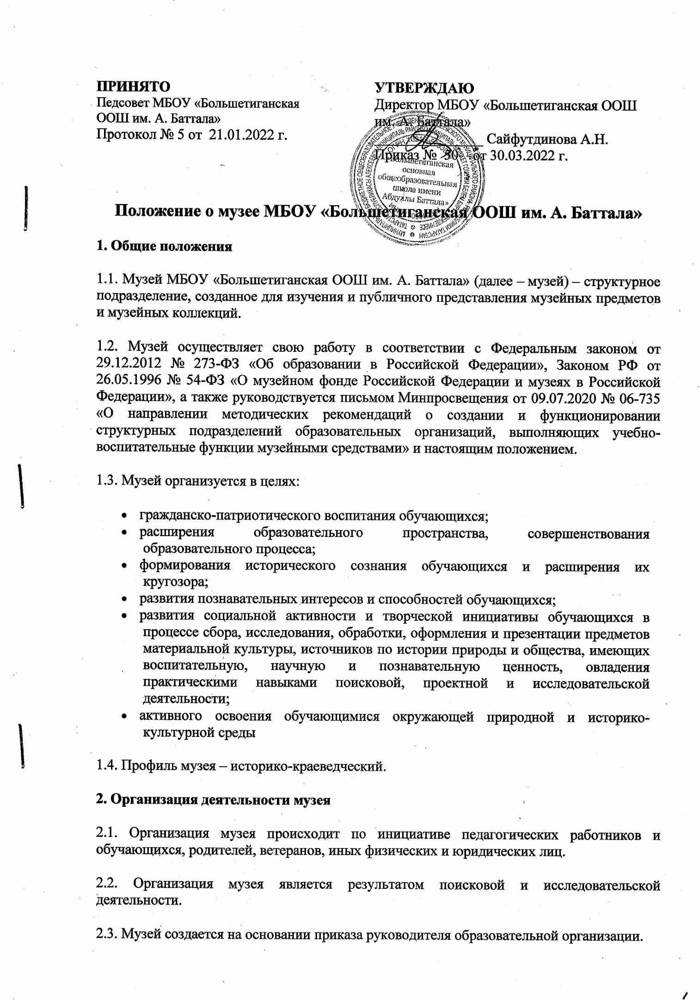 ПРИНЯТО
Педсовет МБОУ «Большетиганская
ООШ им. А. Баттала»
Протокол № 5 от 21.01.2022 г.
УТВЕРЖДАЮ
Директор МБОУ «Большетиганская ООШ
им. А. Баттала»
Сайфутдинова А.Н.
Приказ № 30 от 30.03.2022 г.
Большетиганская
основная
общеобразовательная
школа имени
Абдуллы Баттала»
Положение о музее МБОУ «Большетиганская ООШ им. А. Баттала»
1. Общие положения
1.1. Музей МБОУ «Большетиганская ООШ им. А. Баттала» (далее – музей) – структурное
подразделение, созданное для изучения и публичного представления музейных предметов
и музейных коллекций.
1.2. Музей осуществляет свою работу в соответствии с Федеральным законом от
29.12.2012 № 273-ФЗ «Об образовании в Российской Федерации», Законом РФ от
26.05.1996 № 54-ФЗ «О музейном фонде Российской Федерации и музеях в Российской
Федерации», а также руководствуется письмом Минпросвещения от 09.07.2020 № 06-735
«О направлении методических рекомендаций о создании и функционировании
структурных подразделений образовательных организаций, выполняющих учебно-
воспитательные функции музейными средствами» и настоящим положением.
1.3. Музей организуется в целях:
• гражданско-патриотического воспитания обучающихся;
• расширения образовательного пространства, совершенствования
образовательного процесса;
• формирования исторического сознания обучающихся и расширения их
кругозора;
• развития познавательных интересов и способностей обучающихся;
• развития социальной активности и творческой инициативы обучающихся в
процессе сбора, исследования, обработки, оформления и презентации предметов
материальной культуры, источников по истории природы и общества, имеющих
воспитательную, научную и познавательную ценность, овладения
практическими навыками поисковой, проектной и исследовательской
деятельности;
• активного освоения обучающимися окружающей природной и историко-
культурной среды
1.4. Профиль музея – историко-краеведческий.
2. Организация деятельности музея
2.1. Организация музея происходит по инициативе педагогических работников и
обучающихся, родителей, ветеранов, иных физических и юридических лиц.
2.2. Организация музея является результатом поисковой и исследовательской
деятельности.
2.3. Музей создается на основании приказа руководителя образовательной организации.